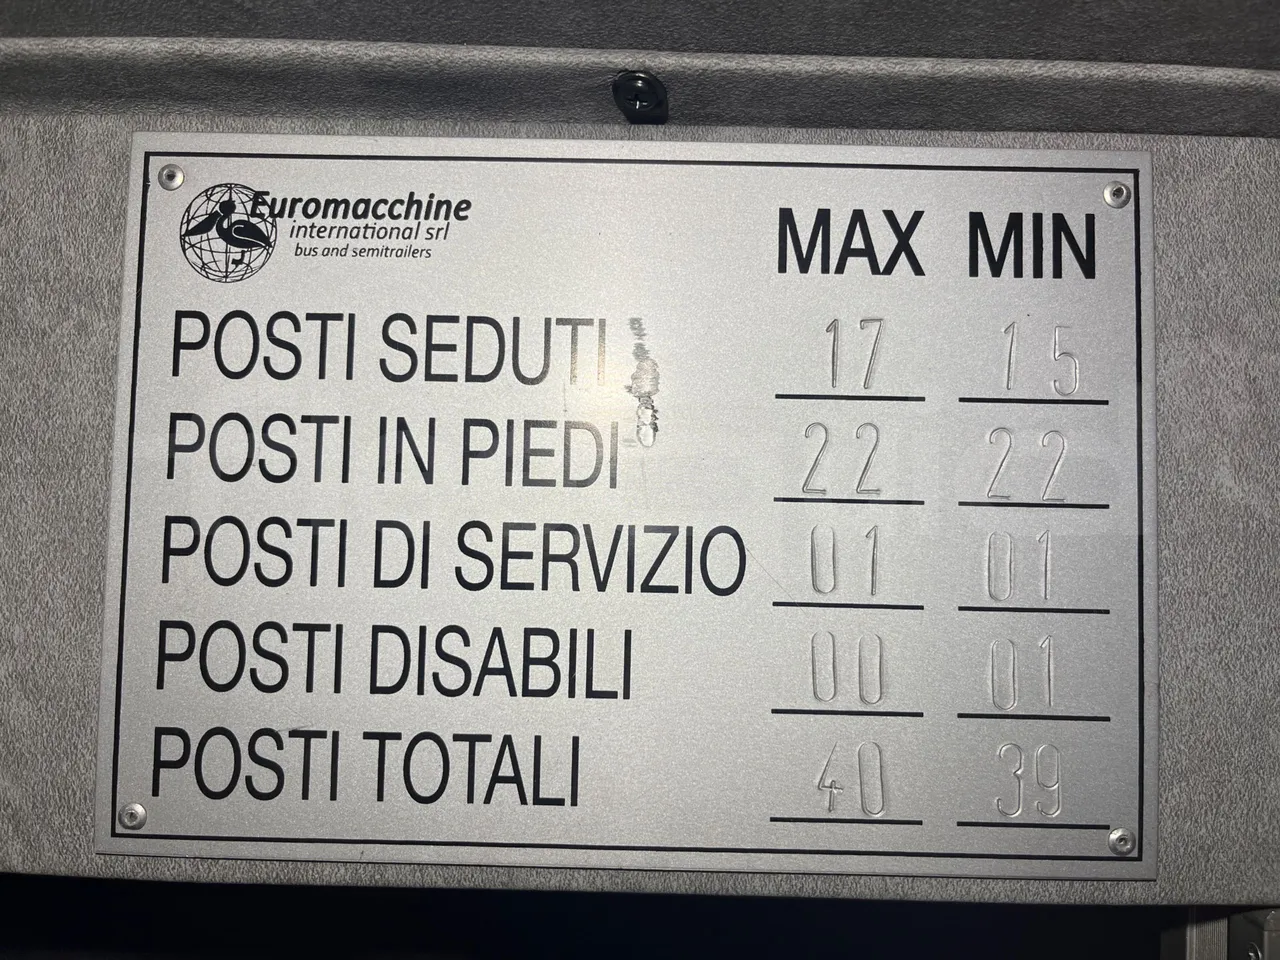 Euromacchine
international srl
bus and semitrailers
MAX MIN
POSTI SEDUTI 17 15
POSTI IN PIEDI 22 22
POSTI DI SERVIZIO 01 01
POSTI DISABILI 00 01
POSTI TOTALI 40 39